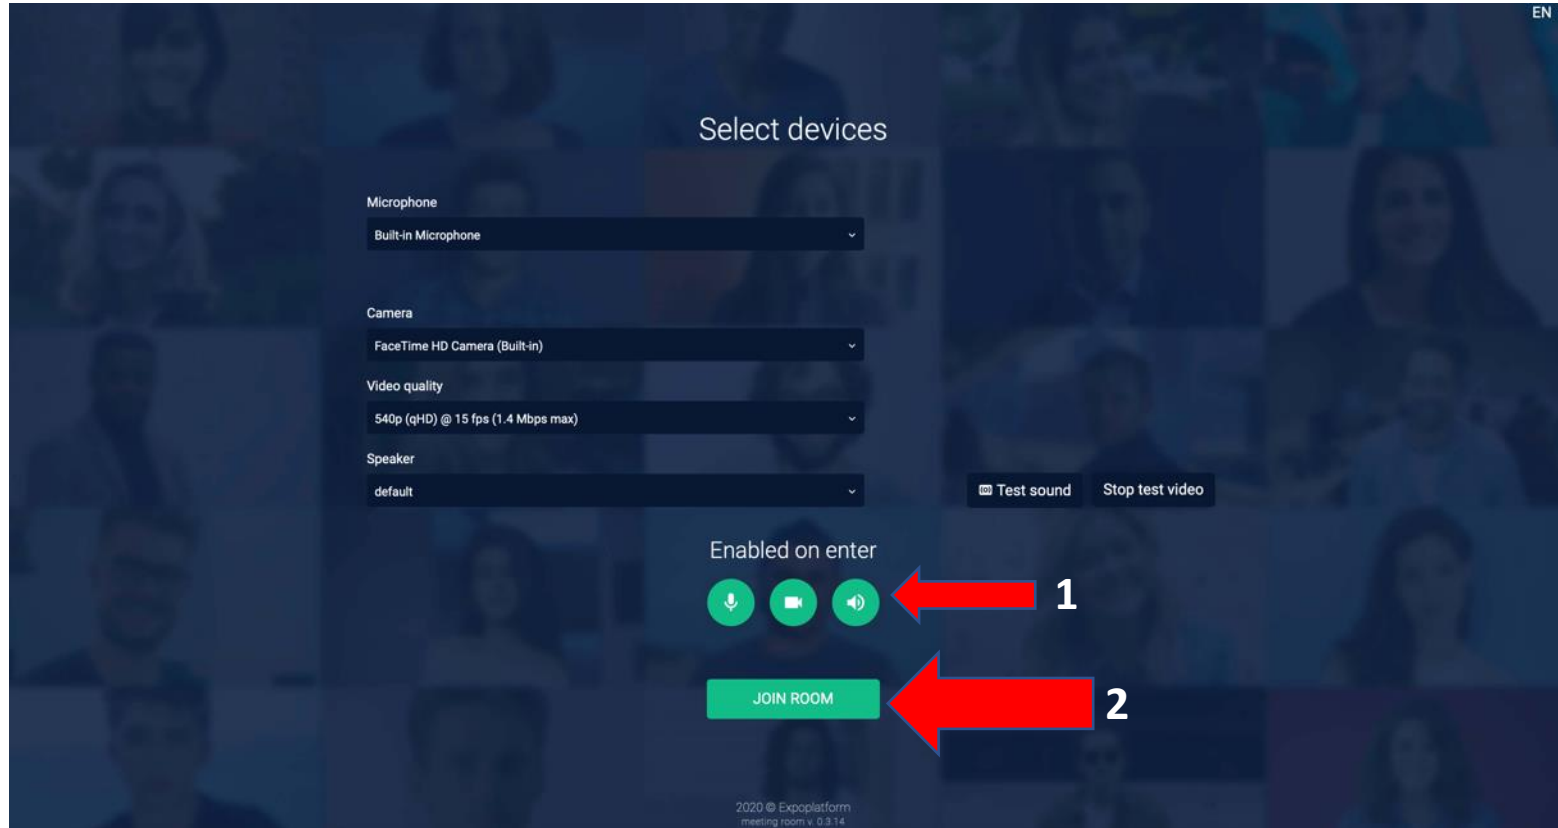 EN
Select devices
Microphone
Built-in Microphone
Camera
FaceTime HD Camera (Built-in)
Video quality
540p (qHD) @ 15 fps (1.4 Mbps max)
Speaker
default
Test sound
Stop test video
Enabled on enter
1
JOIN ROOM
2
2020 © Expoplatform
meeting room v. 0.3.14